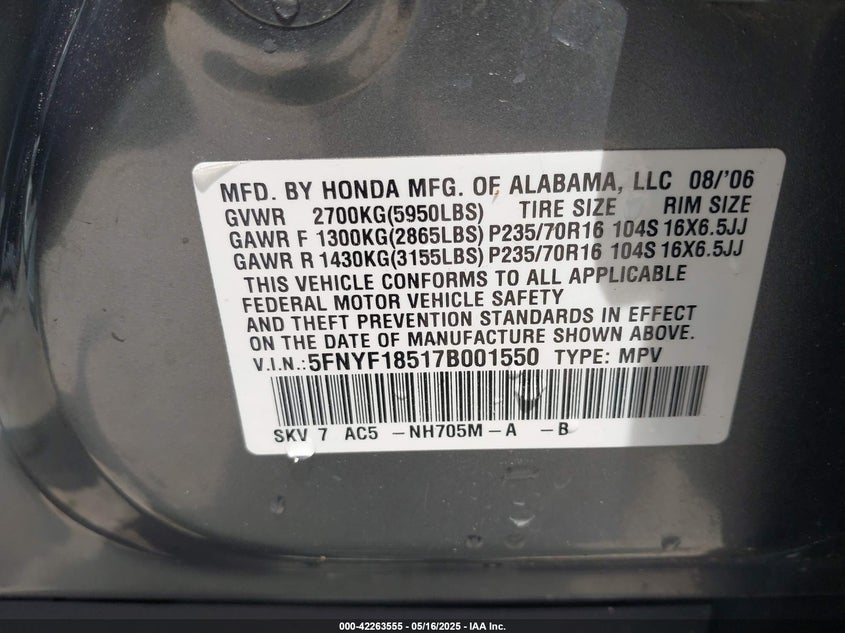 MFD. BY HONDA MFG. OF ALABAMA, LLC 08/'06
GVWR 2700KG(5950LBS) TIRE SIZE RIM SIZE
GAWR F 1300KG(2865LBS) P235/70R16 104S 16X6.5JJ
GAWR R 1430KG(3155LBS) P235/70R16 104S 16X6.5JJ
THIS VEHICLE CONFORMS TO ALL APPLICABLE
FEDERAL MOTOR VEHICLE SAFETY
AND THEFT PREVENTION STANDARDS IN EFFECT
ON THE DATE OF MANUFACTURE SHOWN ABOVE.
V.I.N.:5FNYF18517B001550 TYPE: MPV
SKV 7 AC5 -NH705M-A -B
000-42263555 - 05/16/2025 - IAA Inc.